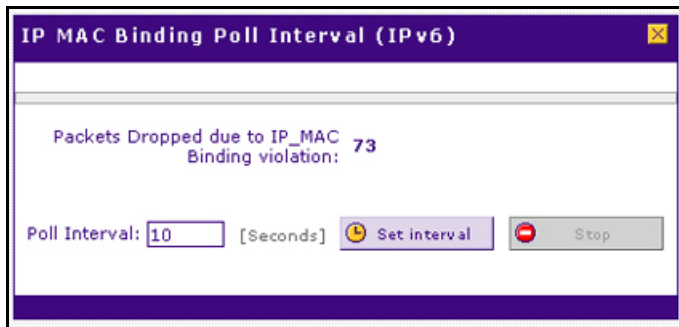 IP MAC Binding Poll Interval (IPv6)
Packets Dropped due to IP_MAC
Binding violation: 73
Poll Interval: 10 [Seconds] Set interval Stop